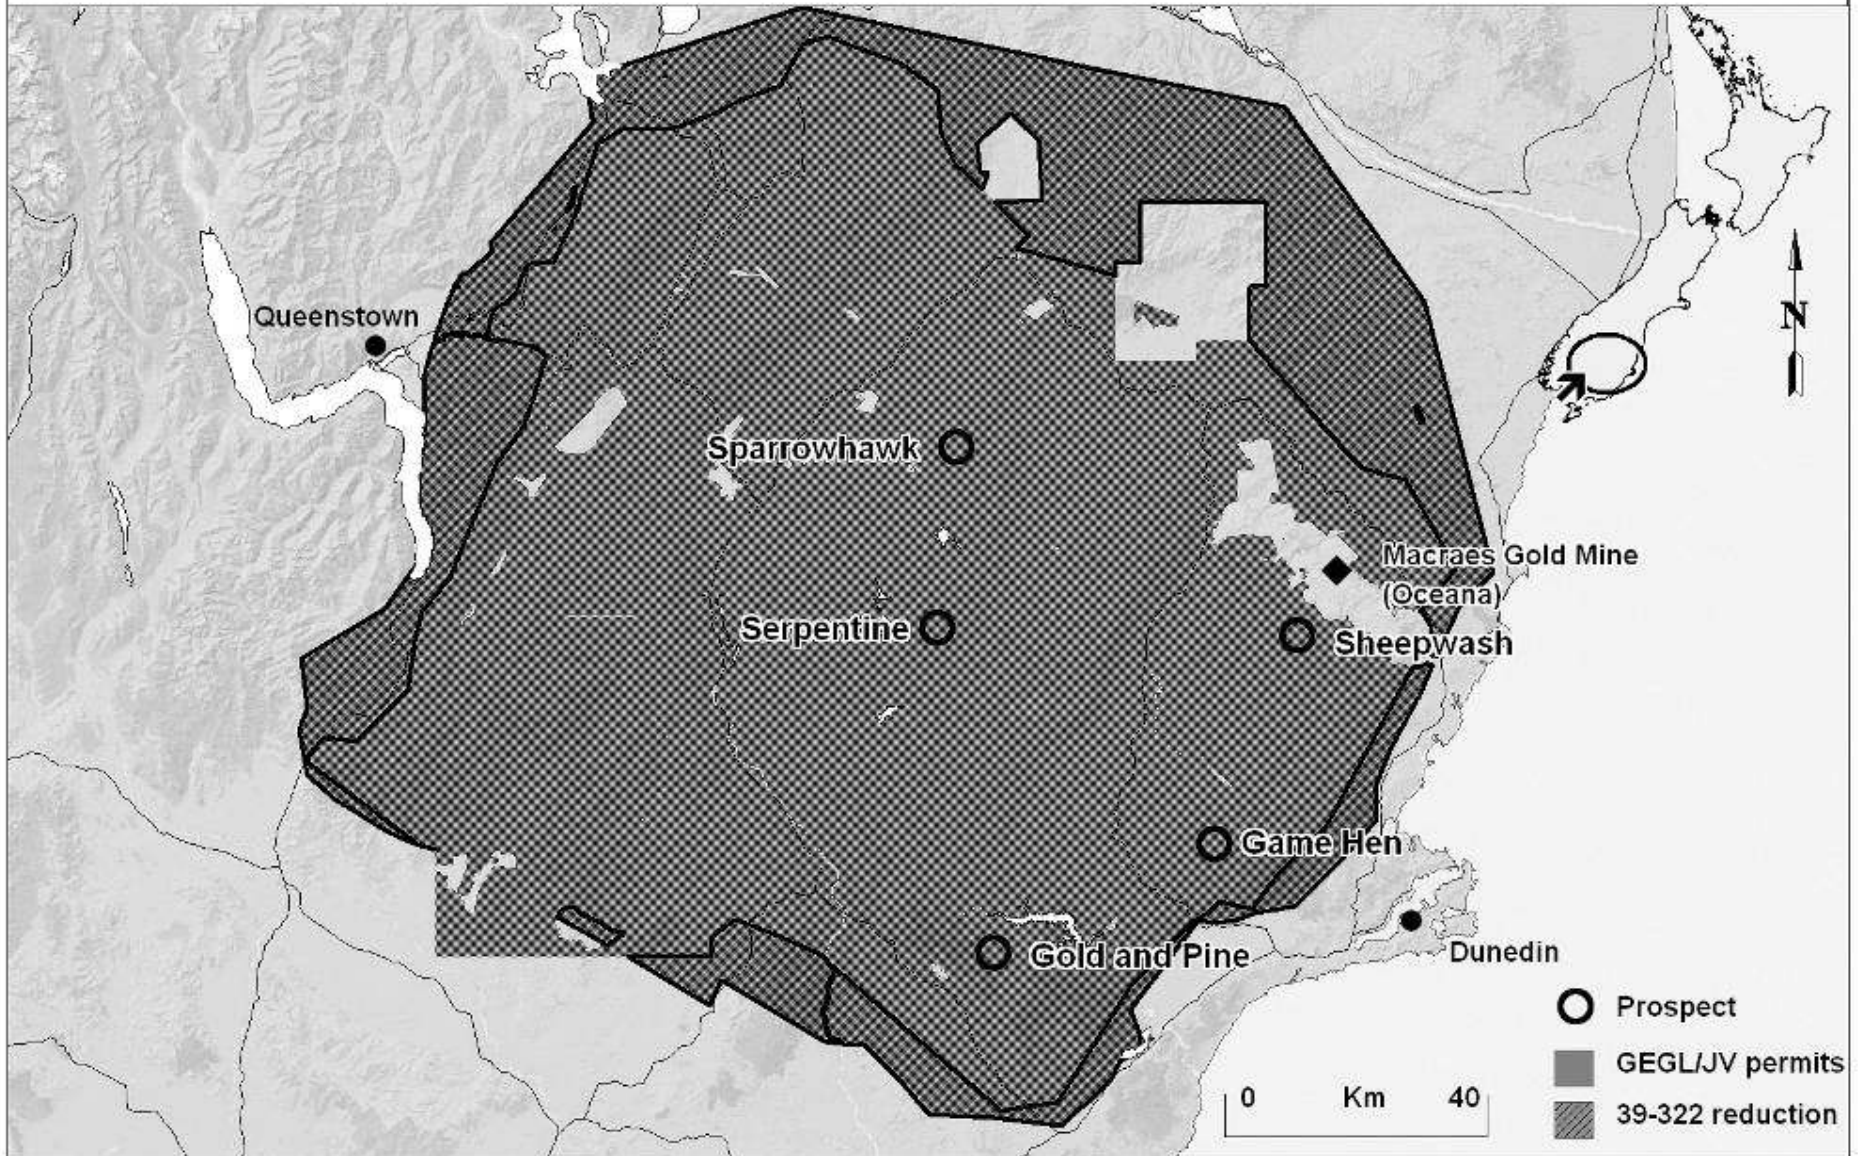 Queenstown
N
Sparrowhawk
Macraes Gold Mine
(Oceana)
Serpentine
Sheepwash
Game Hen
Gold and Pine
Dunedin
Prospect
GEGL/JV permits
39-322 reduction
0 Km 40